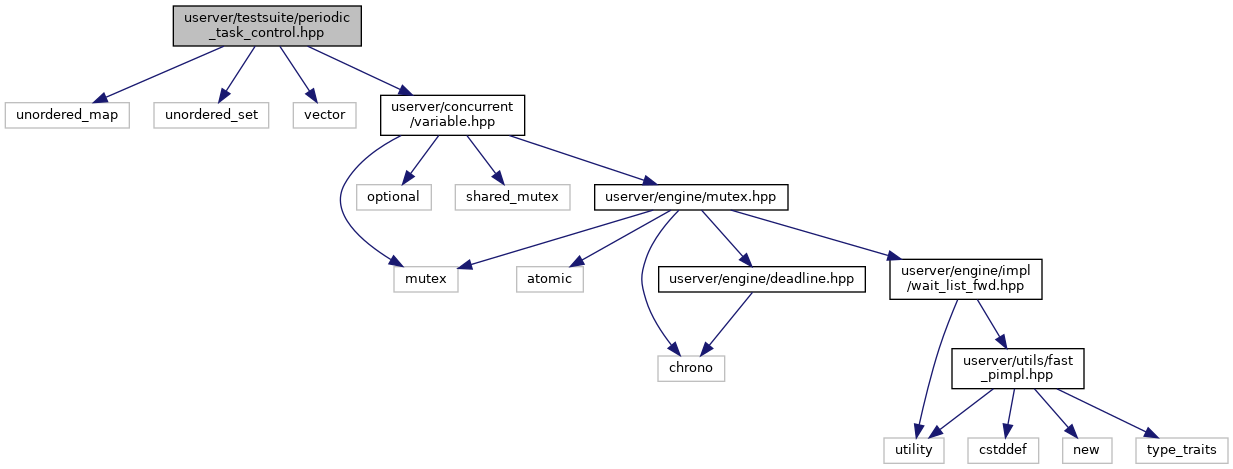 userver/testsuite/periodic
_task_control.hpp
unordered_map
unordered_set
vector
userver/concurrent
/variable.hpp
optional
shared_mutex
userver/engine/mutex.hpp
mutex
atomic
userver/engine/deadline.hpp
userver/engine/impl
/wait_list_fwd.hpp
chrono
userver/utils/fast
_pimpl.hpp
utility
cstddef
new
type_traits